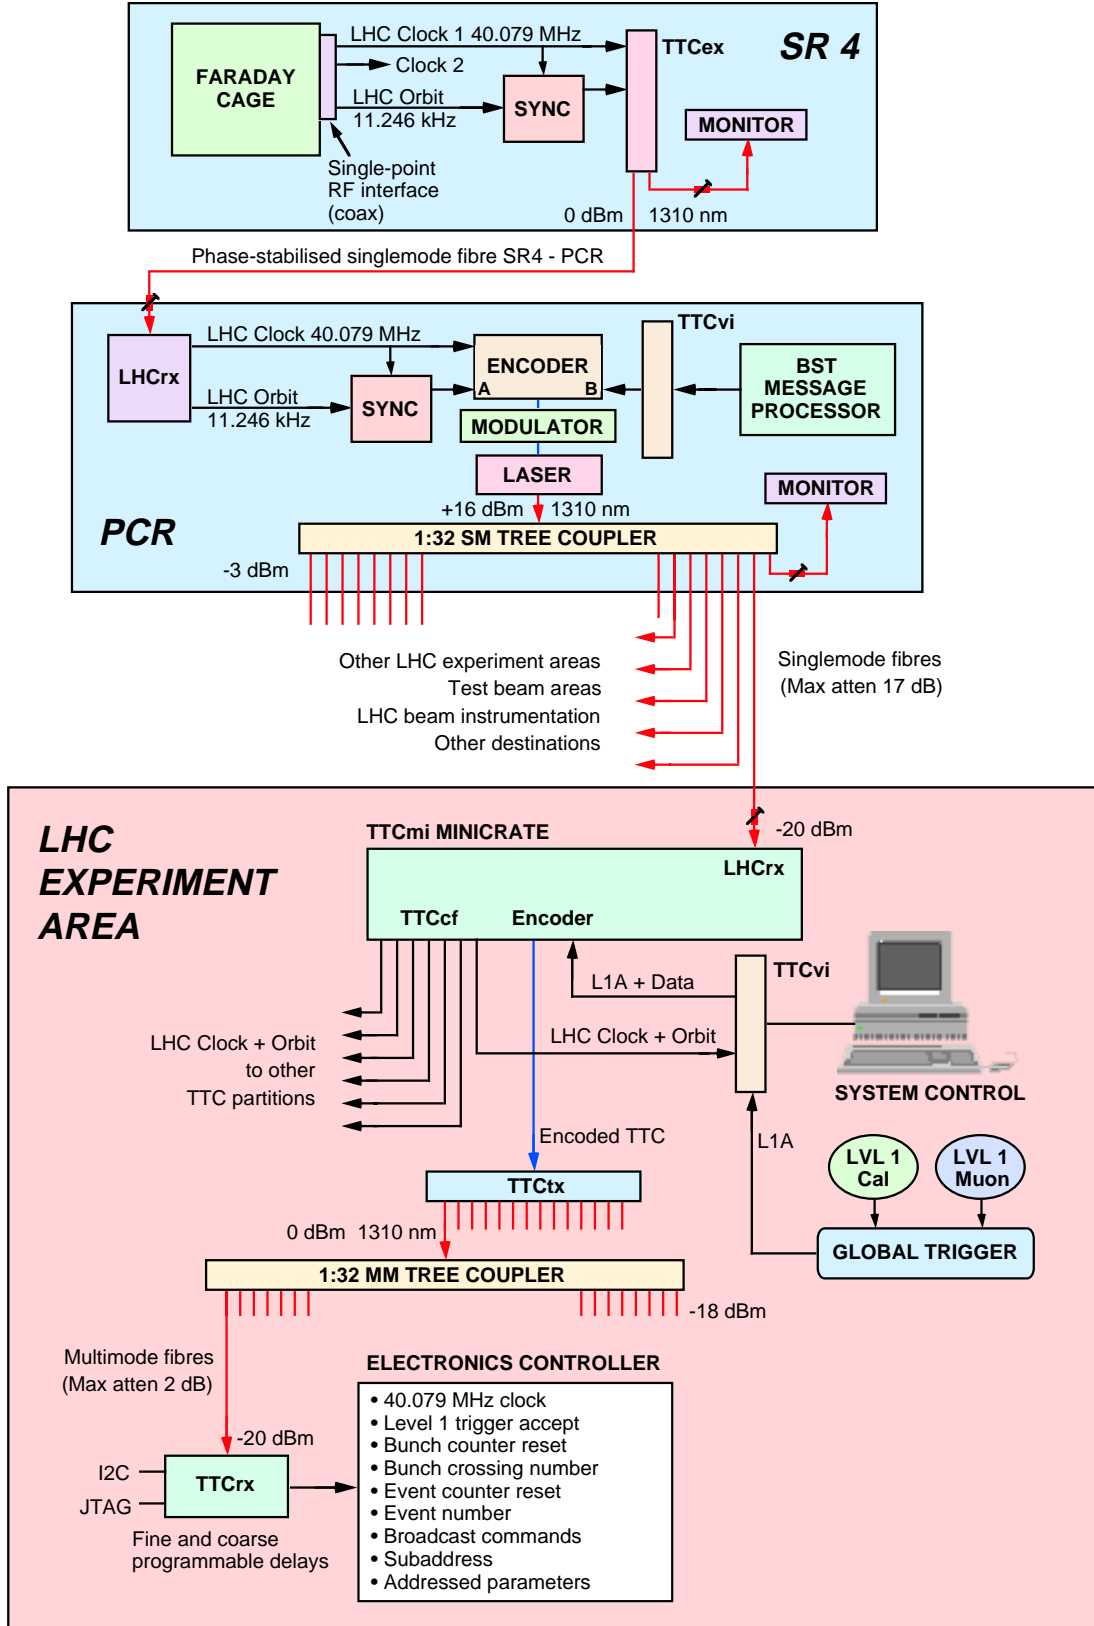 LHC Clock 1 40.079 MHz
TTCex
SR 4
Clock 2
FARADAY
CAGE
LHC Orbit
11.246 kHz
SYNC
MONITOR
Single-point
RF interface
(coax)
0 dBm 1310 nm
Phase-stabilised singlemode fibre SR4 - PCR
TTCvi
LHC Clock 40.079 MHz
LHCrx
ENCODER
A B
BST
MESSAGE
PROCESSOR
LHC Orbit
11.246 kHz
SYNC
MODULATOR
LASER
MONITOR
+16 dBm 1310 nm
PCR
1:32 SM TREE COUPLER
-3 dBm
Other LHC experiment areas
Test beam areas
LHC beam instrumentation
Other destinations
Singlemode fibres
(Max atten 17 dB)
LHC
EXPERIMENT
AREA
TTCmi MINICRATE
-20 dBm
LHCrx
TTCcf Encoder
TTCvi
L1A + Data
LHC Clock + Orbit
LHC Clock + Orbit
to other
TTC partitions
SYSTEM CONTROL
Encoded TTC
L1A
LVL 1
Cal
LVL 1
Muon
TTCtx
GLOBAL TRIGGER
0 dBm 1310 nm
1:32 MM TREE COUPLER
-18 dBm
Multimode fibres
(Max atten 2 dB)
-20 dBm
I2C
JTAG
TTCrx
Fine and coarse
programmable delays
ELECTRONICS CONTROLLER
• 40.079 MHz clock
• Level 1 trigger accept
• Bunch counter reset
• Bunch crossing number
• Event counter reset
• Event number
• Broadcast commands
• Subaddress
• Addressed parameters